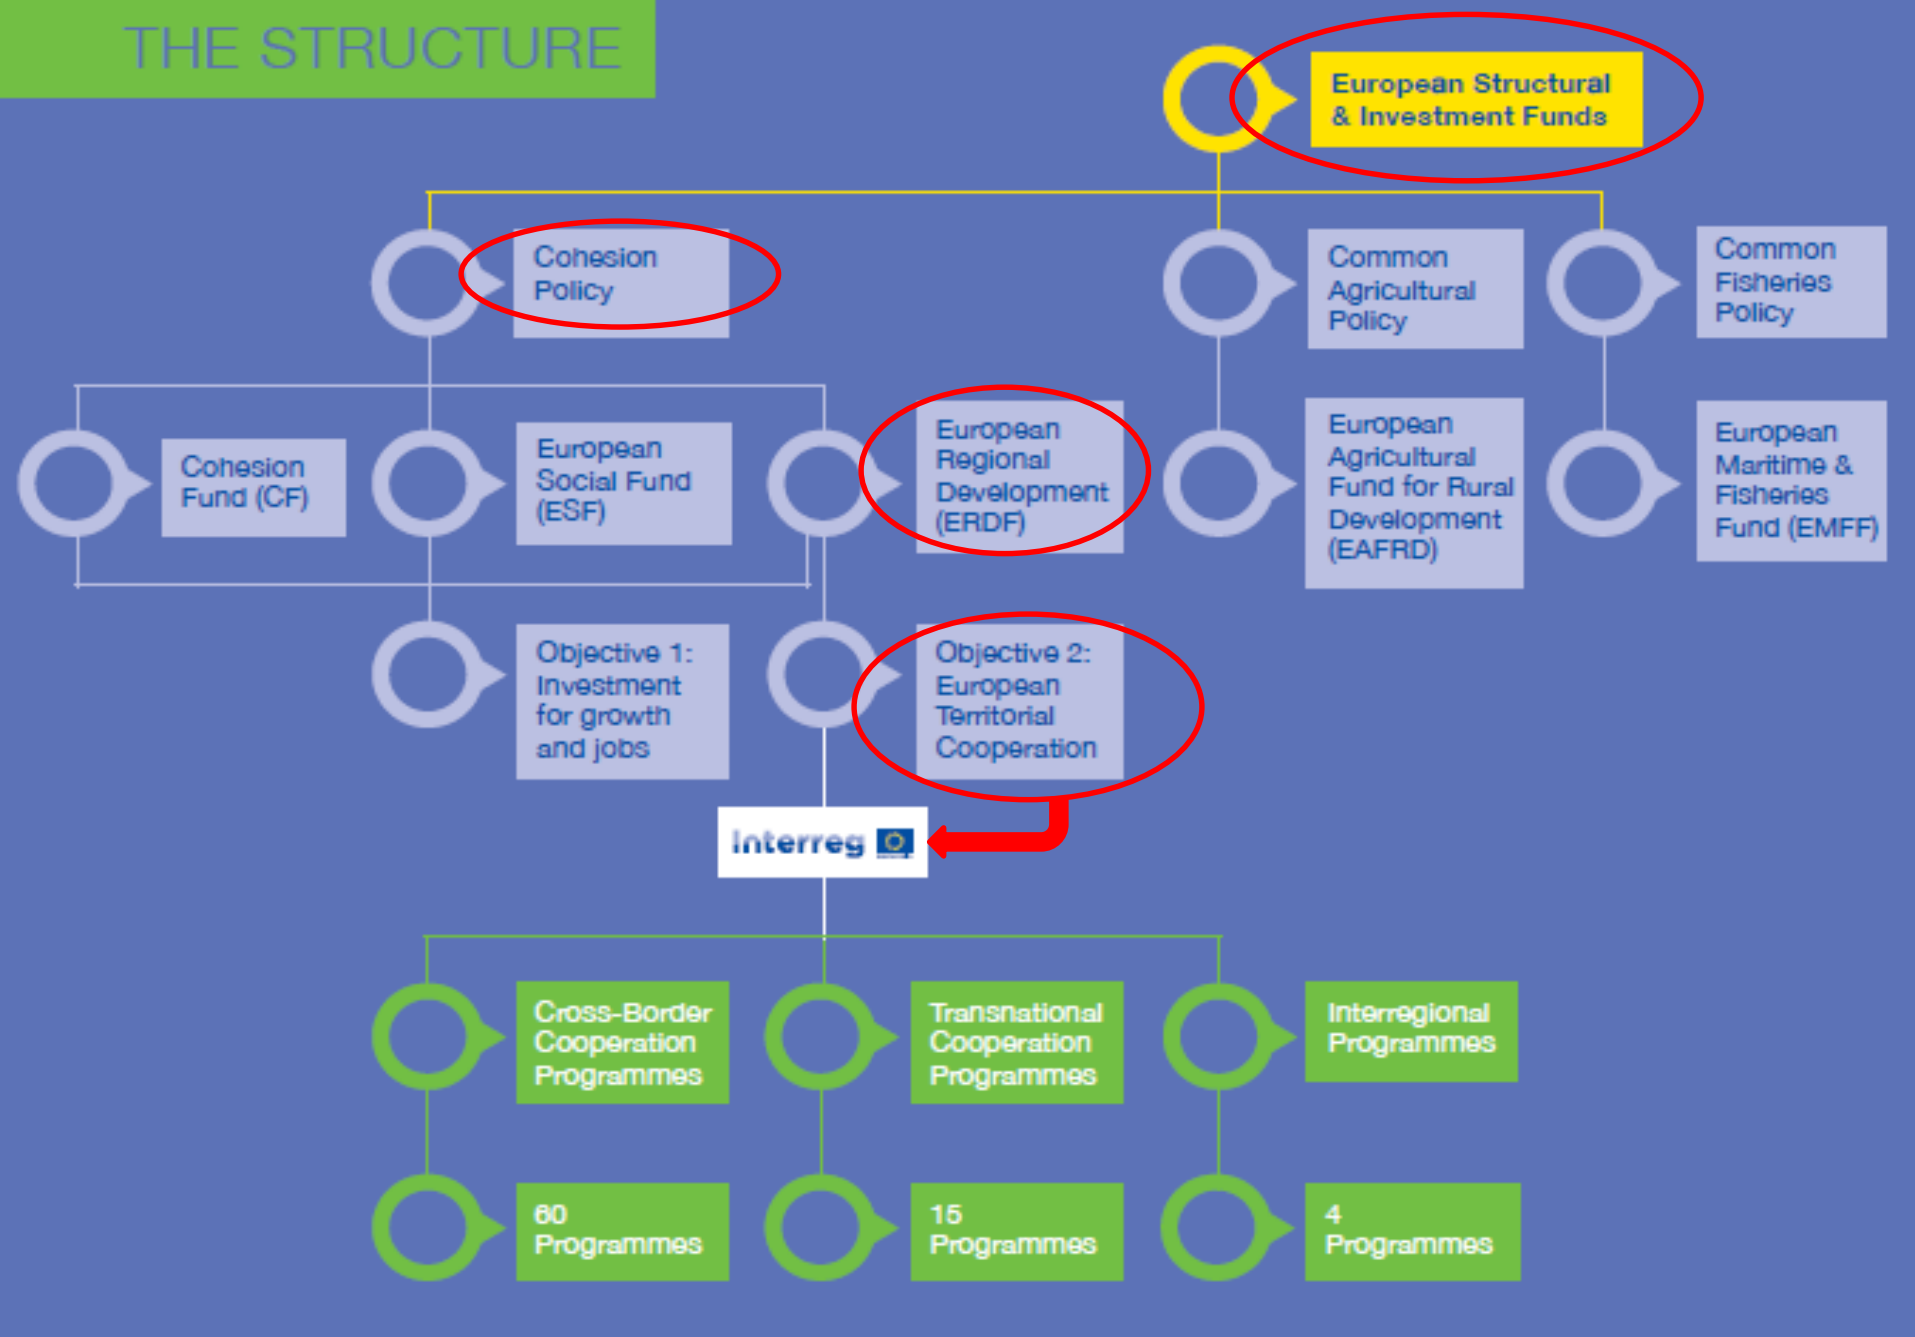 THE STRUCTURE
European Structural
& Investment Funds
Cohesion
Policy
Common
Agricultural
Policy
Common
Fisheries
Policy
Cohesion
Fund (CF)
European
Social Fund
(ESF)
European
Regional
Development
(ERDF)
European
Agricultural
Fund for Rural
Development
(EAFRD)
European
Maritime &
Fisheries
Fund (EMFF)
Objective 1:
Investment
for growth
and jobs
Objective 2:
European
Territorial
Cooperation
Interreg
Cross-Border
Cooperation
Programmes
Transnational
Cooperation
Programmes
Interregional
Programmes
60
Programmes
15
Programmes
4
Programmes